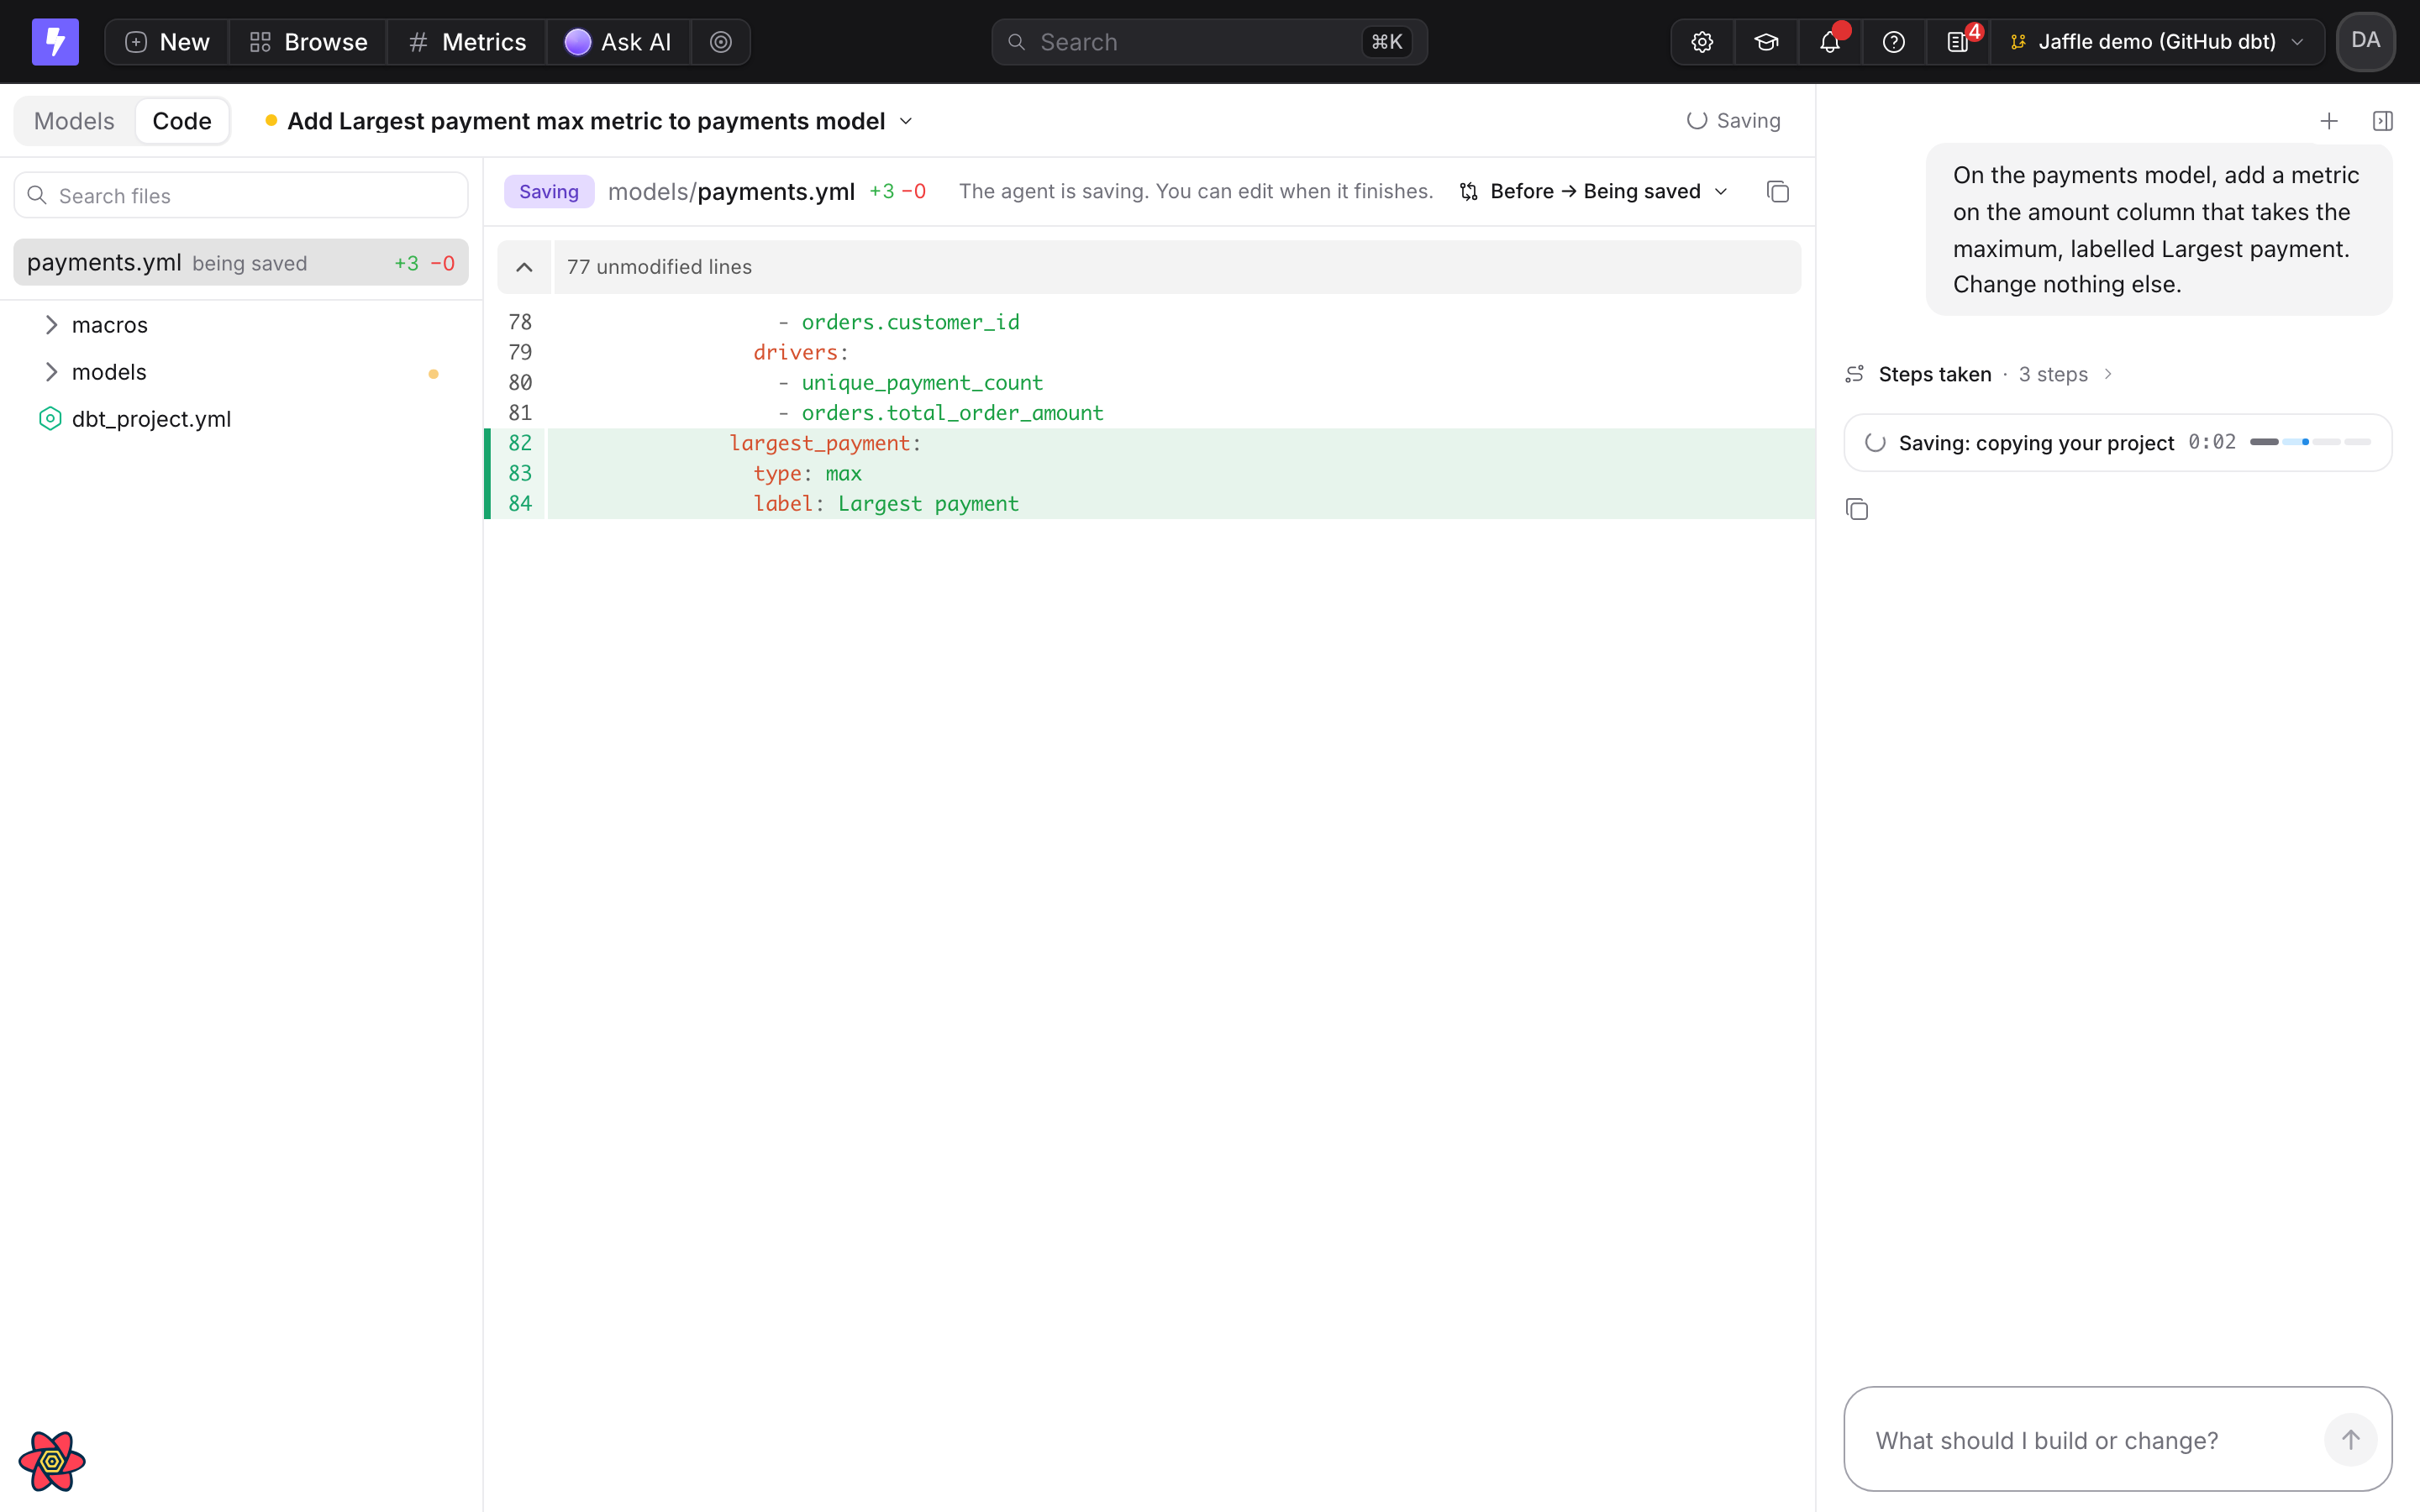 New
Browse
Metrics
Ask AI
Search
⌘K
4
Jaffle demo (GitHub dbt)
DA
Models
Code
Add Largest payment max metric to payments model
Saving
Search files
payments.yml being saved +3 −0
macros
models
dbt_project.yml
Saving
models/payments.yml +3 −0
The agent is saving. You can edit when it finishes.
Before → Being saved
77 unmodified lines
78 - orders.customer_id
79 drivers:
80 - unique_payment_count
81 - orders.total_order_amount
82 largest_payment:
83 type: max
84 label: Largest payment
On the payments model, add a metric
on the amount column that takes the
maximum, labelled Largest payment.
Change nothing else.
Steps taken · 3 steps
Saving: copying your project 0:02
What should I build or change?